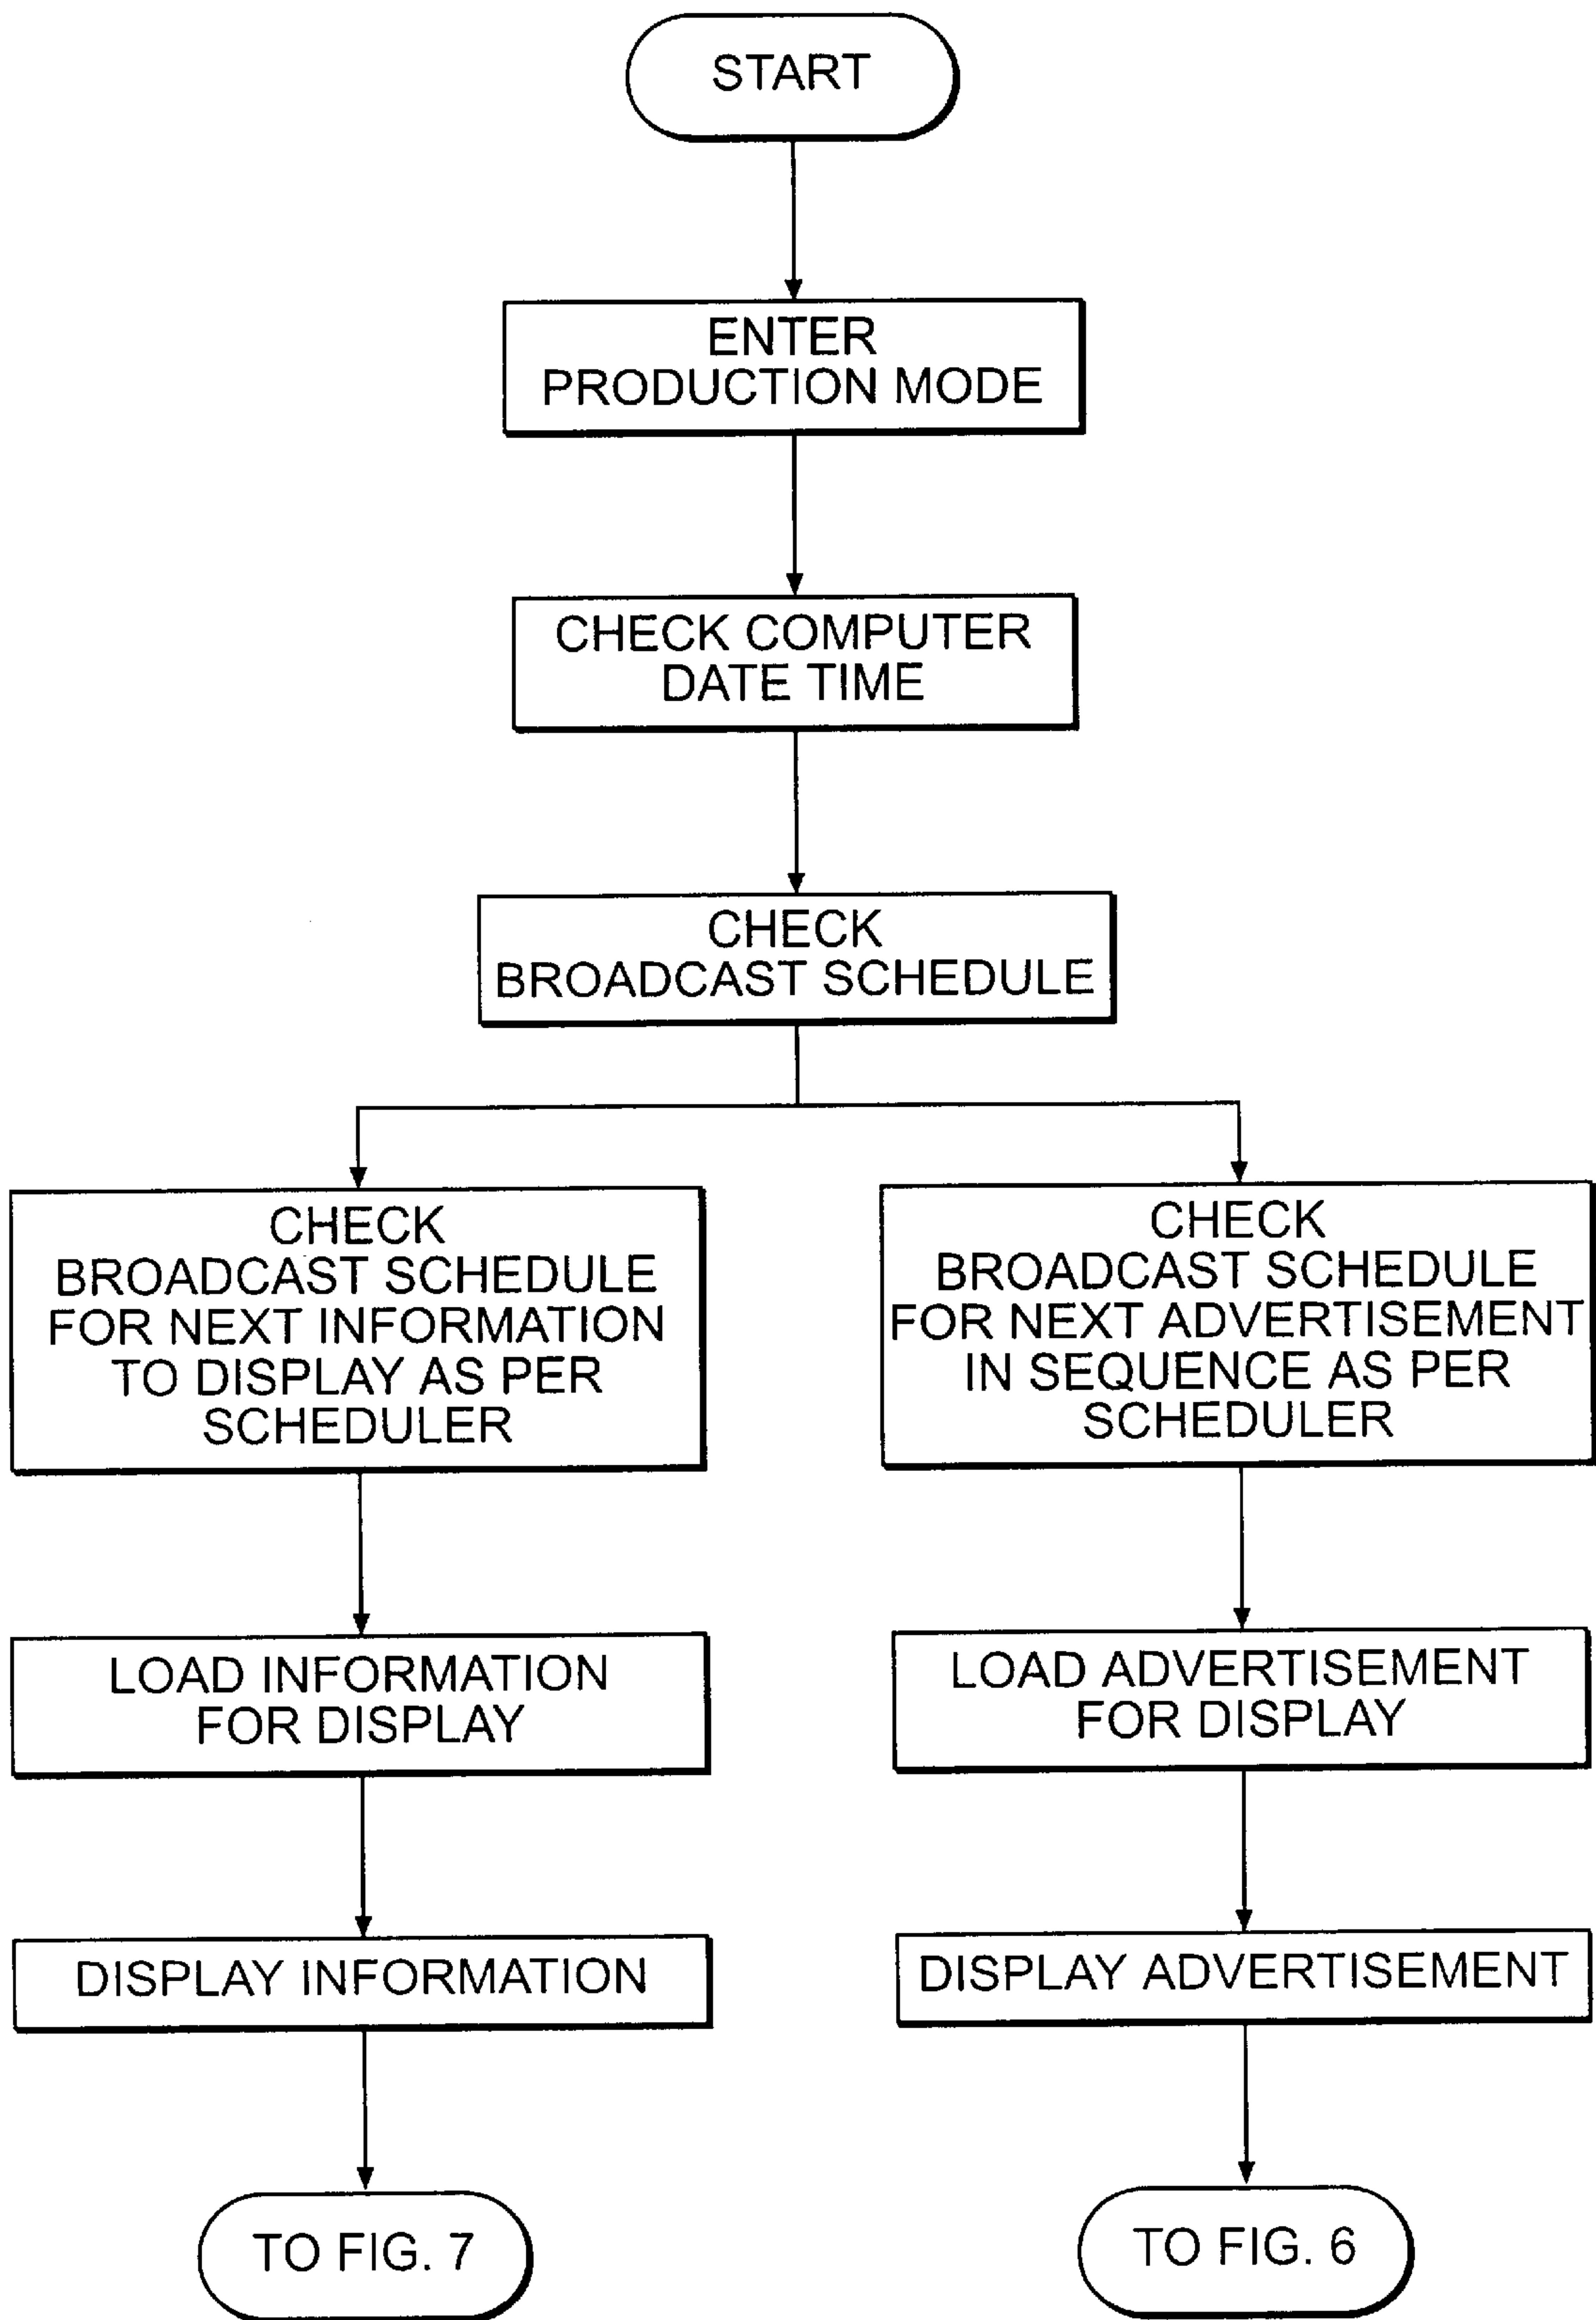 START
ENTER
PRODUCTION MODE
CHECK COMPUTER
DATE TIME
CHECK
BROADCAST SCHEDULE
CHECK
BROADCAST SCHEDULE
FOR NEXT INFORMATION
TO DISPLAY AS PER
SCHEDULER
LOAD INFORMATION
FOR DISPLAY
DISPLAY INFORMATION
TO FIG. 7
CHECK
BROADCAST SCHEDULE
FOR NEXT ADVERTISEMENT
IN SEQUENCE AS PER
SCHEDULER
LOAD ADVERTISEMENT
FOR DISPLAY
DISPLAY ADVERTISEMENT
TO FIG. 6